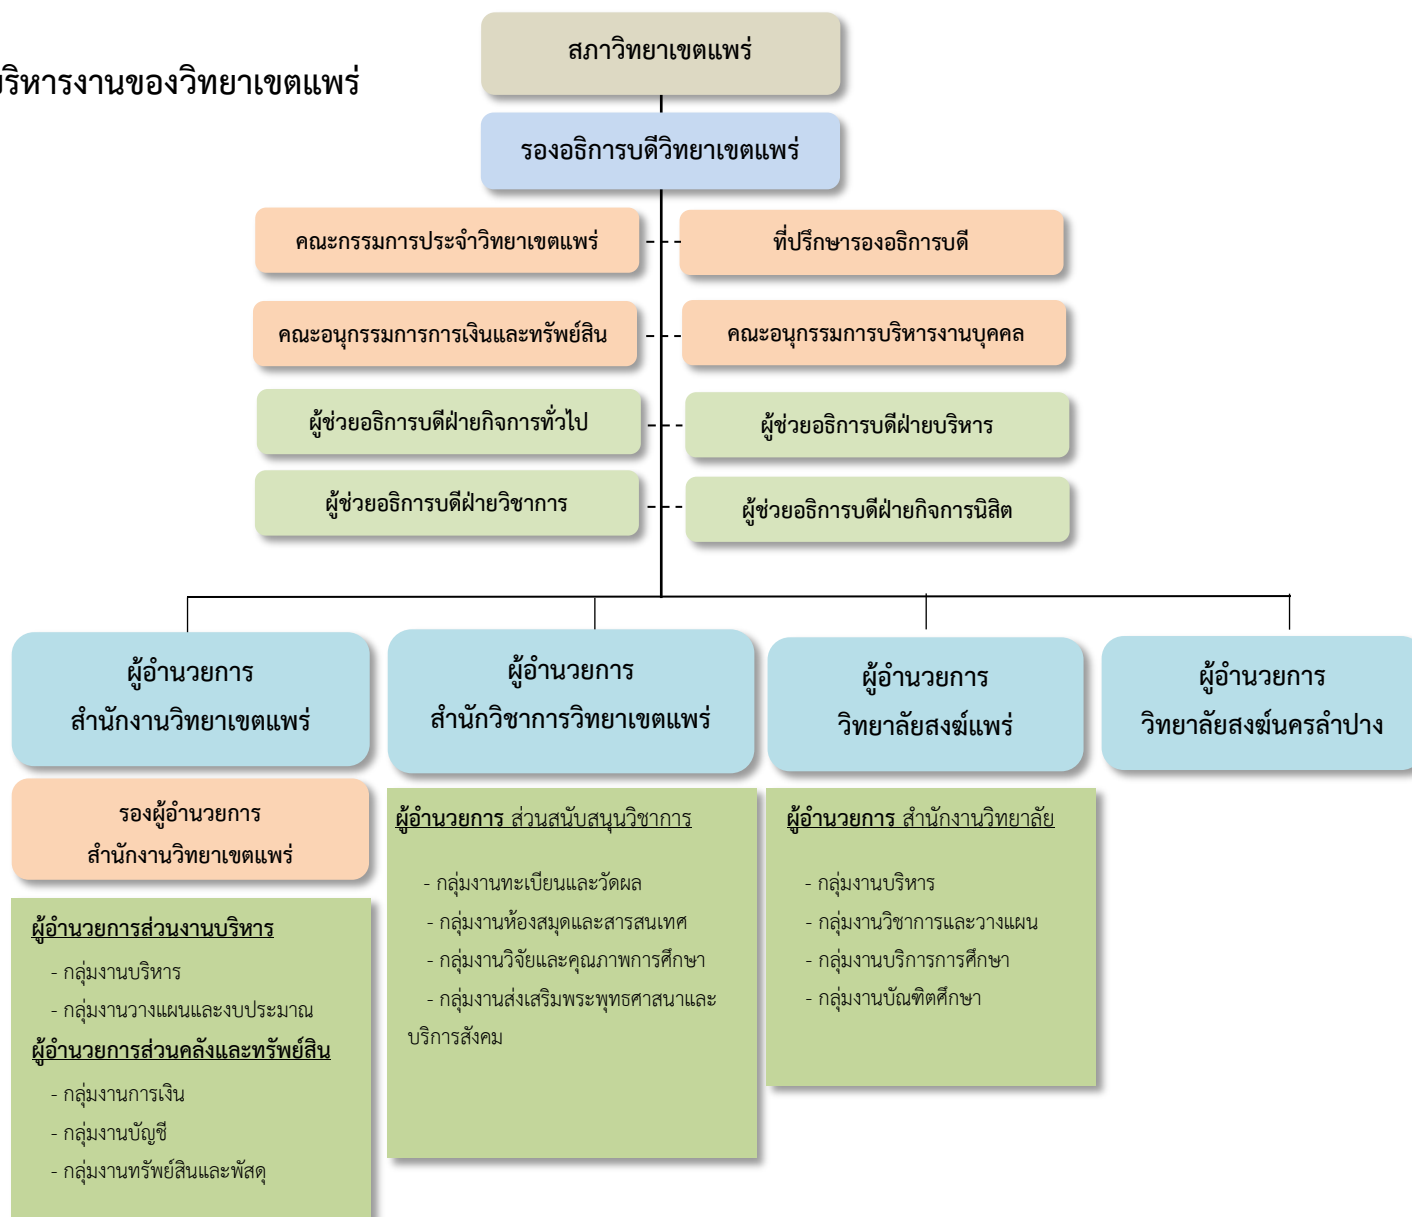 สภาวิทยาเขตแพร่
ริหารงานของวิทยาเขตแพร่
รองอธิการบดีวิทยาเขตแพร่
คณะกรรมการประจำวิทยาเขตแพร่
ที่ปรึกษารองอธิการบดี
คณะอนุกรรมการการเงินและทรัพย์สิน
คณะอนุกรรมการบริหารงานบุคคล
ผู้ช่วยอธิการบดีฝ่ายกิจการทั่วไป
ผู้ช่วยอธิการบดีฝ่ายบริหาร
ผู้ช่วยอธิการบดีฝ่ายวิชาการ
ผู้ช่วยอธิการบดีฝ่ายกิจการนิสิต
ผู้อำนวยการ
สำนักงานวิทยาเขตแพร่
รองผู้อำนวยการ
สำนักงานวิทยาเขตแพร่
ผู้อำนวยการส่วนงานบริหาร
- กลุ่มงานบริหาร
- กลุ่มงานวางแผนและงบประมาณ
ผู้อำนวยการส่วนคลังและทรัพย์สิน
- กลุ่มงานการเงิน
- กลุ่มงานบัญชี
- กลุ่มงานทรัพย์สินและพัสดุ
ผู้อำนวยการ
สำนักวิชาการวิทยาเขตแพร่
ผู้อำนวยการ ส่วนสนับสนุนวิชาการ
- กลุ่มงานทะเบียนและวัดผล
- กลุ่มงานห้องสมุดและสารสนเทศ
- กลุ่มงานวิจัยและคุณภาพการศึกษา
- กลุ่มงานส่งเสริมพระพุทธศาสนาและ
บริการสังคม
ผู้อำนวยการ
วิทยาลัยสงฆ์แพร่
ผู้อำนวยการ สำนักงานวิทยาลัย
- กลุ่มงานบริหาร
- กลุ่มงานวิชาการและวางแผน
- กลุ่มงานบริการการศึกษา
- กลุ่มงานบัณฑิตศึกษา
ผู้อำนวยการ
วิทยาลัยสงฆ์นครลำปาง